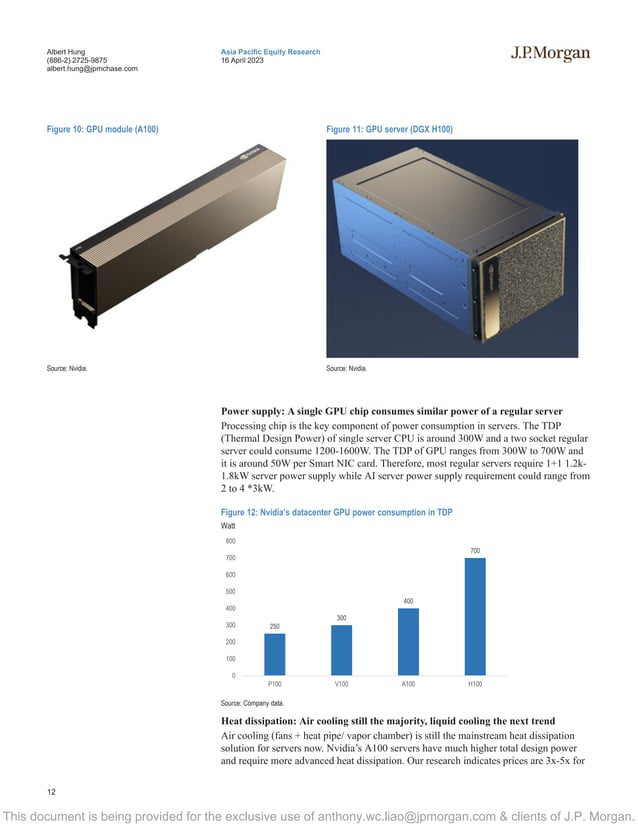 Albert Hung
(886-2) 2725-9875
albert.hung@jpmchase.com
Asia Pacific Equity Research
16 April 2023
J.P.Morgan
Figure 10: GPU module (A100)
Figure 11: GPU server (DGX H100)
Source: Nvidia.
Source: Nvidia.
Power supply: A single GPU chip consumes similar power of a regular server
Processing chip is the key component of power consumption in servers. The TDP
(Thermal Design Power) of single server CPU is around 300W and a two socket regular
server could consume 1200-1600W. The TDP of GPU ranges from 300W to 700W and
it is around 50W per Smart NIC card. Therefore, most regular servers require 1+1 1.2k-
1.8kW server power supply while AI server power supply requirement could range from
2 to 4 *3kW.
Figure 12: Nvidia's datacenter GPU power consumption in TDP
Watt
800
700
600
500
400
300
200
100
0
250
300
400
700
P100
V100
A100
H100
Source: Company data.
Heat dissipation: Air cooling still the majority, liquid cooling the next trend
Air cooling (fans + heat pipe/ vapor chamber) is still the mainstream heat dissipation
solution for servers now. Nvidia's A100 servers have much higher total design power
and require more advanced heat dissipation. Our research indicates prices are 3x-5x for
12
This document is being provided for the exclusive use of anthony.wc.liao@jpmorgan.com & clients of J.P. Morgan.